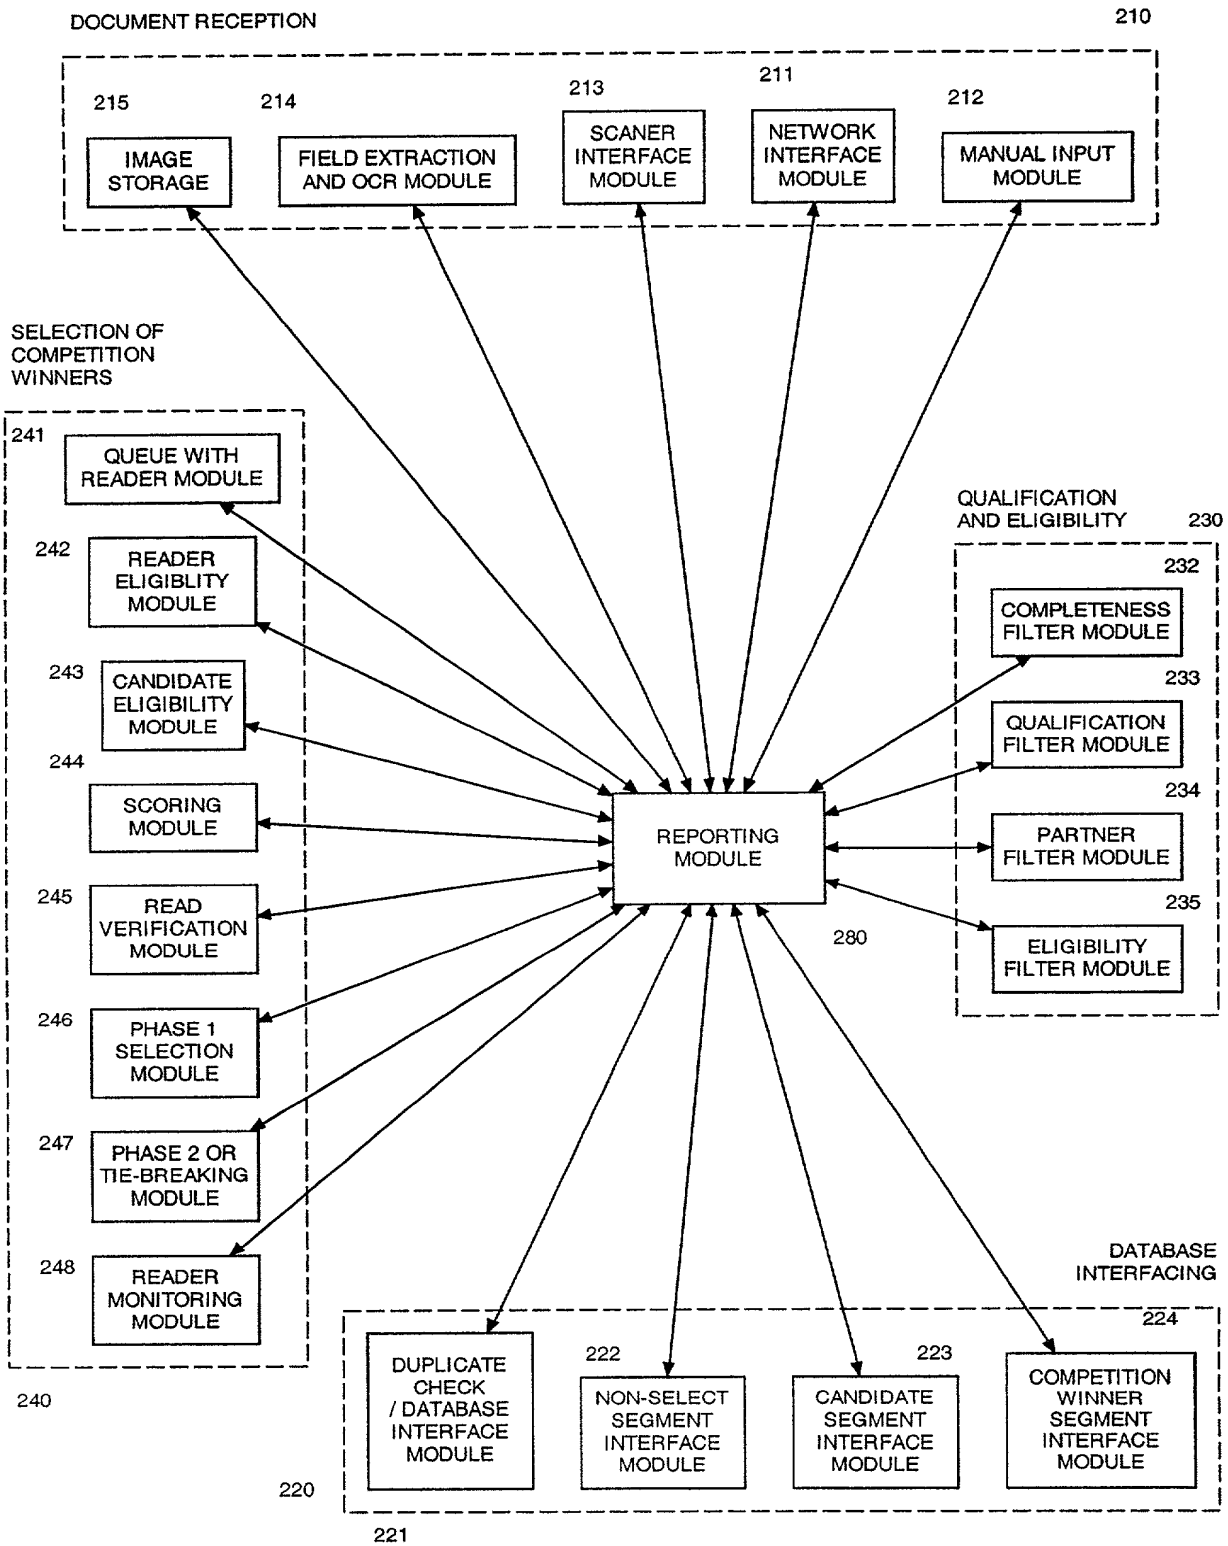 DOCUMENT RECEPTION
210
215
214
213
211
212
IMAGE
STORAGE
FIELD EXTRACTION
AND OCR MODULE
SCANER
INTERFACE
MODULE
NETWORK
INTERFACE
MODULE
MANUAL INPUT
MODULE
SELECTION OF
COMPETITION
WINNERS
241
QUEUE WITH
READER MODULE
242
READER
ELIGIBLITY
MODULE
243
CANDIDATE
ELIGIBILITY
MODULE
244
SCORING
MODULE
245
READ
VERIFICATION
MODULE
246
PHASE 1
SELECTION
MODULE
247
PHASE 2 OR
TIE-BREAKING
MODULE
248
READER
MONITORING
MODULE
240
REPORTING
MODULE
280
QUALIFICATION
AND ELIGIBILITY
230
232
COMPLETENESS
FILTER MODULE
233
QUALIFICATION
FILTER MODULE
234
PARTNER
FILTER MODULE
235
ELIGIBILITY
FILTER MODULE
DATABASE
INTERFACING
DUPLICATE
CHECK
/ DATABASE
INTERFACE
MODULE
222
NON-SELECT
SEGMENT
INTERFACE
MODULE
223
CANDIDATE
SEGMENT
INTERFACE
MODULE
224
COMPETITION
WINNER
SEGMENT
INTERFACE
MODULE
220
221